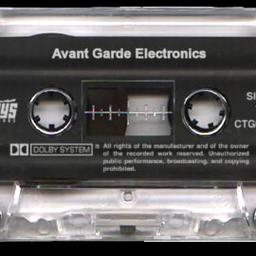 Avant Garde Electronics
DOLBY SYSTEM
® All rights of the manufacturer and of the owner
of the recorded work reserved. Unauthorized
public performance, broadcasting, and copying
prohibited.